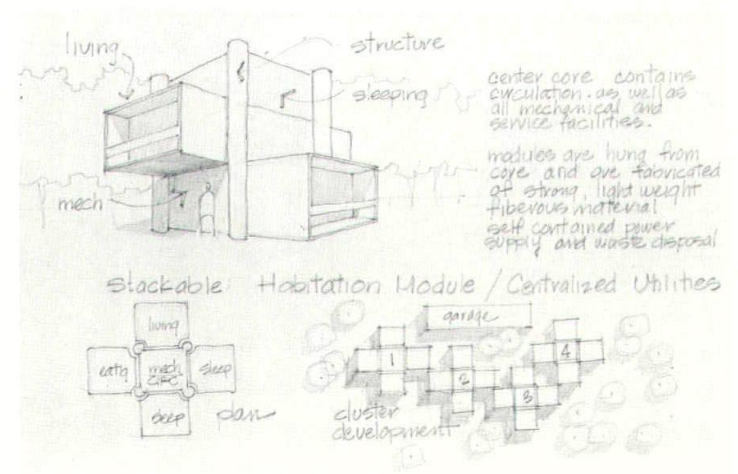 living
structure
sleeping
mech
center core contains
circulation. as well as
all mechanical and
service facilities.
modules are hung from
core and are fabricated
of strong, light weight
fiberous material
self contained power
supply and waste disposal
Stackable Habitation Module / Centralized Utilities
living
eatg
mech
CIRC
sleep
sleep
plan
garage
1
2
3
4
cluster
development